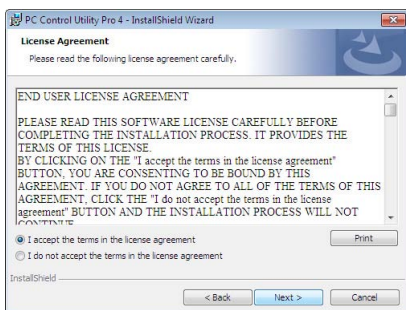 PC Control Utility Pro 4 - InstallShield Wizard
License Agreement
Please read the following license agreement carefully.
END USER LICENSE AGREEMENT
PLEASE READ THIS SOFTWARE LICENSE CAREFULLY BEFORE
COMPLETING THE INSTALLATION PROCESS. IT PROVIDES THE
TERMS OF THIS LICENSE.
BY CLICKING ON THE "I accept the terms in the license agreement"
BUTTON, YOU ARE CONSENTING TO BE BOUND BY THIS
AGREEMENT. IF YOU DO NOT AGREE TO ALL OF THE TERMS OF THIS
AGREEMENT, CLICK THE "I do not accept the terms in the license
agreement" BUTTON AND THE INSTALLATION PROCESS WILL NOT
CONTINUE
I accept the terms in the license agreement
Print
I do not accept the terms in the license agreement
InstallShield
< Back
Next >
Cancel